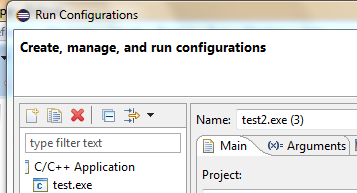 Run Configurations
Create, manage, and run configurations
type filter text
C/C++ Application
test.exe
Name: test2.exe (3)
Main (x)= Arguments
Project: